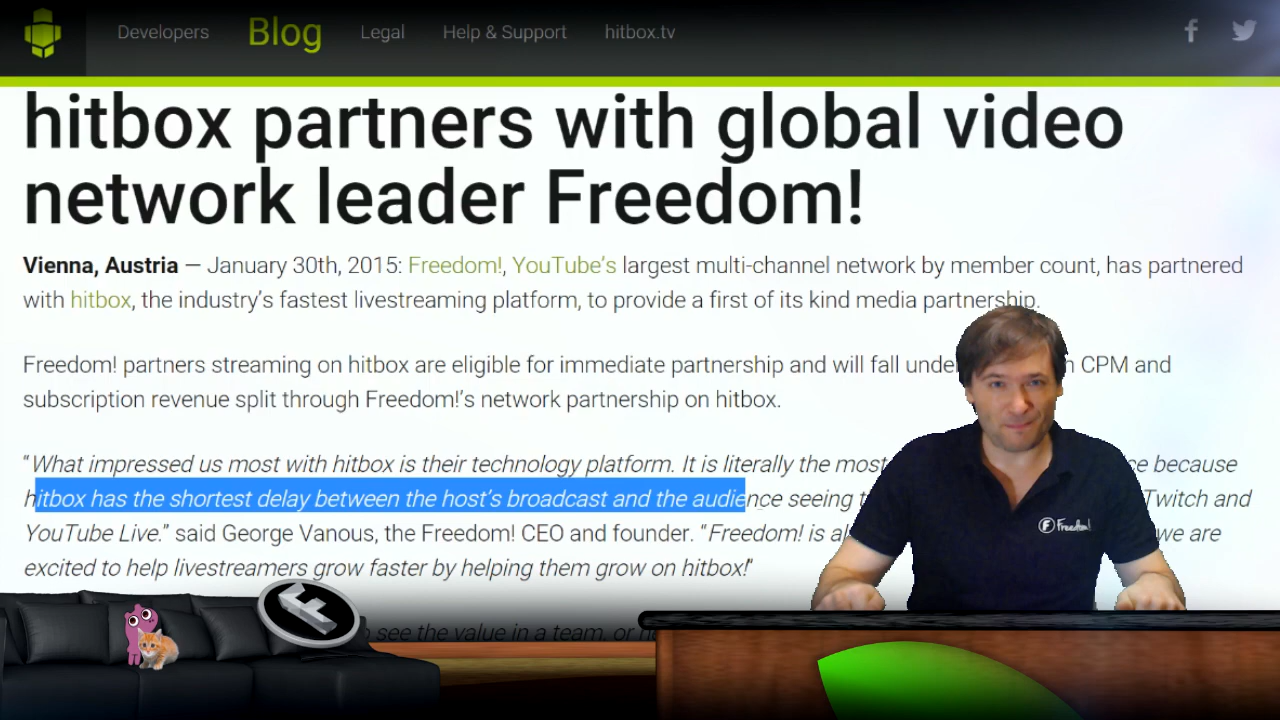 Developers Blog Legal Help & Support hitbox.tv
hitbox partners with global video
network leader Freedom!
Vienna, Austria — January 30th, 2015: Freedom!, YouTube's largest multi-channel network by member count, has partnered
with hitbox, the industry's fastest livestreaming platform, to provide a first of its kind media partnership.
Freedom! partners streaming on hitbox are eligible for immediate partnership and will fall under CPM and
subscription revenue split through Freedom!'s network partnership on hitbox.
"What impressed us most with hitbox is their technology platform. It is literally the most because
hitbox has the shortest delay between the host's broadcast and the audience seeing Twitch and
YouTube Live." said George Vanous, the Freedom! CEO and founder. "Freedom! is we are
excited to help livestreamers grow faster by helping them grow on hitbox!"
to see the value in a team, or
Freedom!